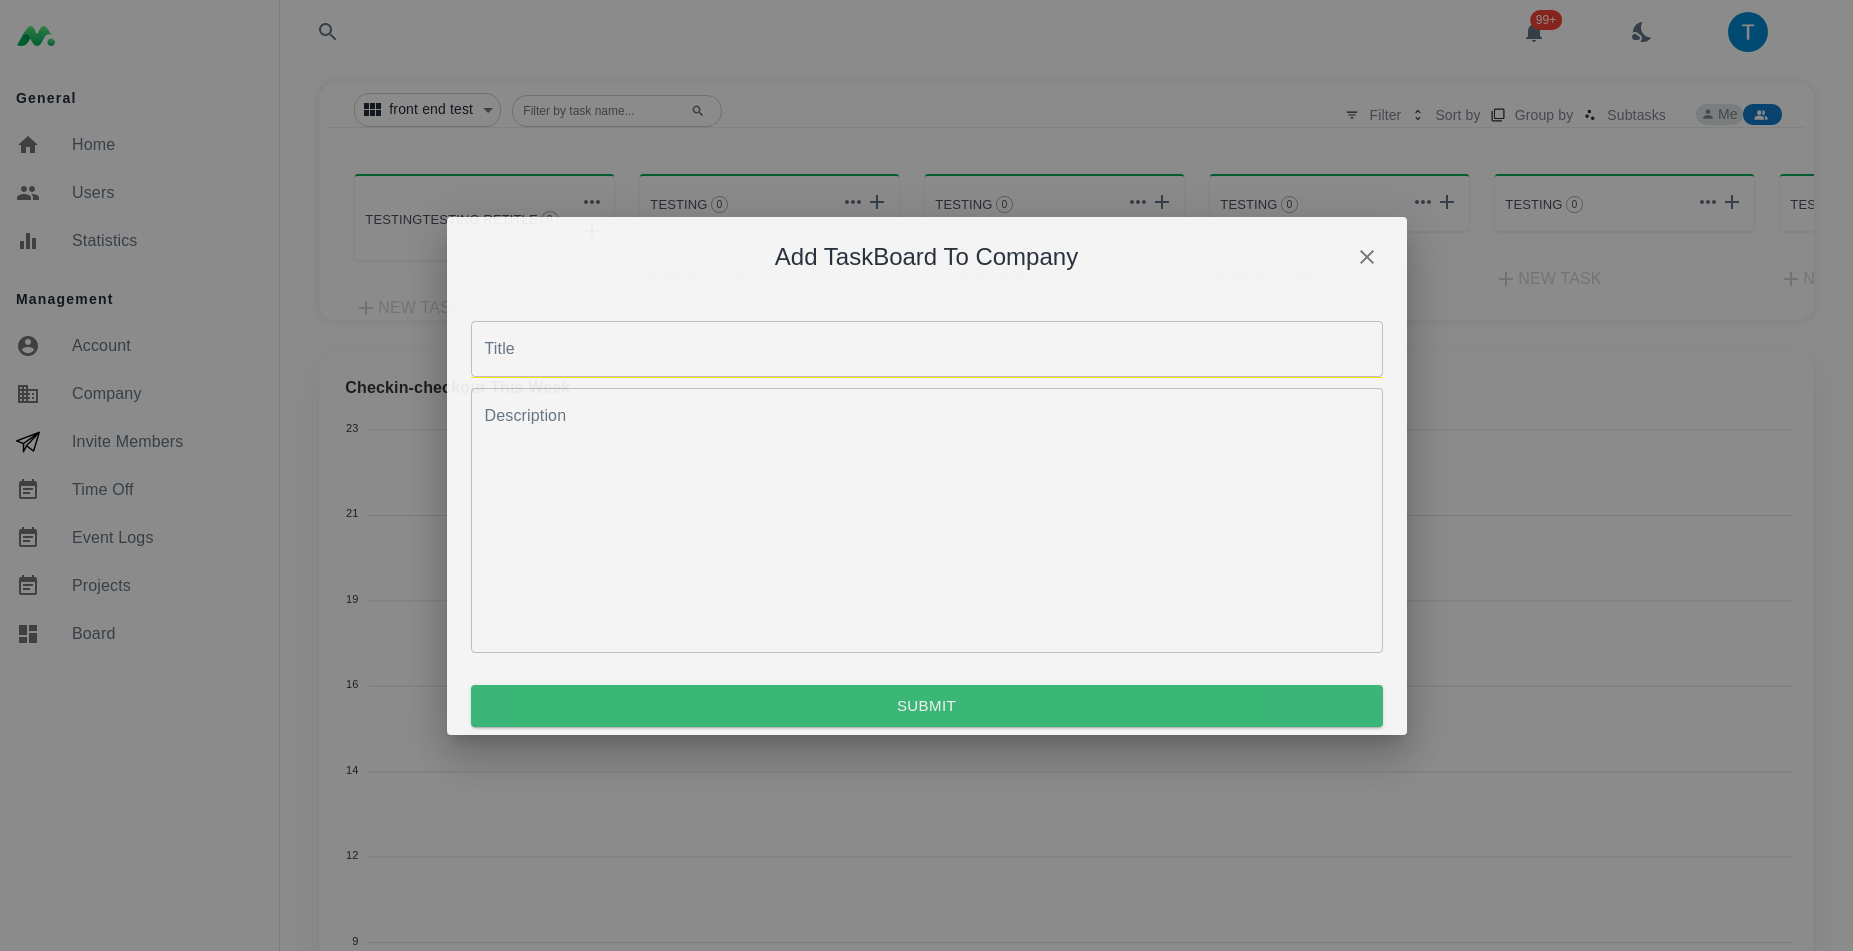 General
Home
Users
Statistics
Management
Account
Company
Invite Members
Time Off
Event Logs
Projects
Board
99+
T
front end test
Filter by task name...
Filter
Sort by
Group by
Subtasks
Me
TESTINGTESTING RETITLE
TESTING 0
TESTING 0
TESTING 0
TESTING 0
TES
NEW TAS
NEW TASK
N
Add TaskBoard To Company
Title
Description
SUBMIT
Checkin-checkout This Week
23
21
19
16
14
12
9